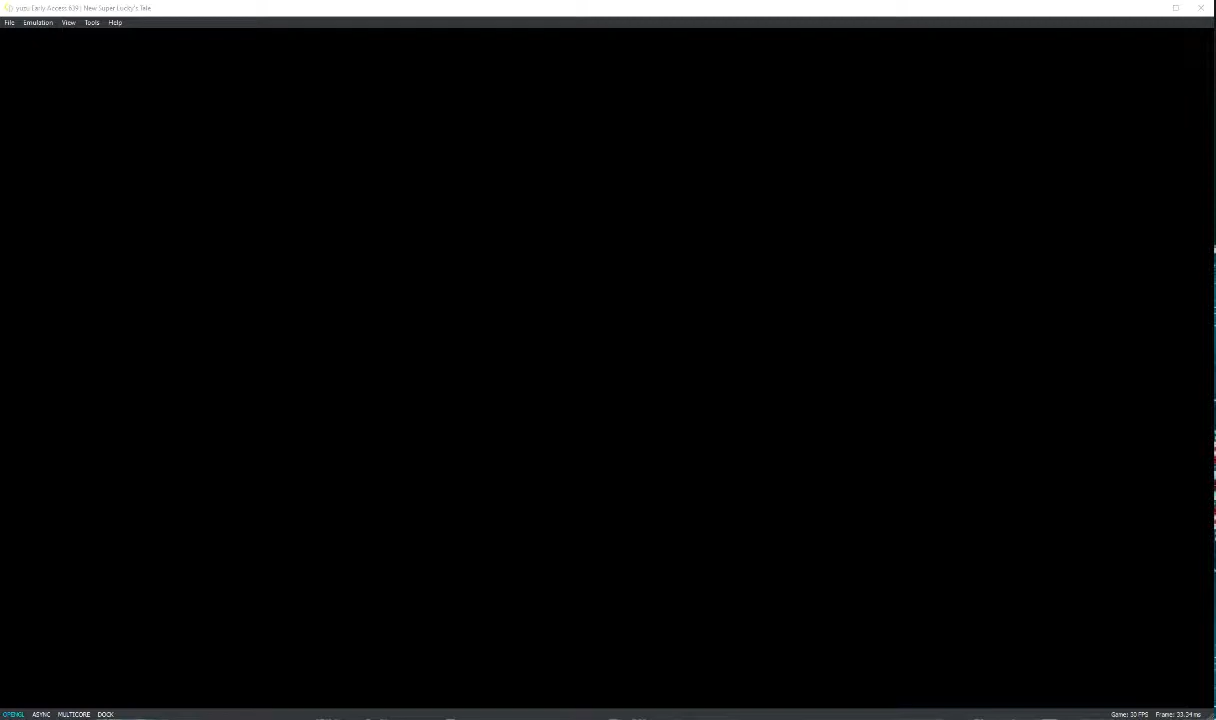 yuzu Early Access 639 | New Super Lucky's Tale
File Emulation View Tools Help
OPENGL ASYNC MULTICORE DOCK Game: 30 FPS Frame: 33.34 ms